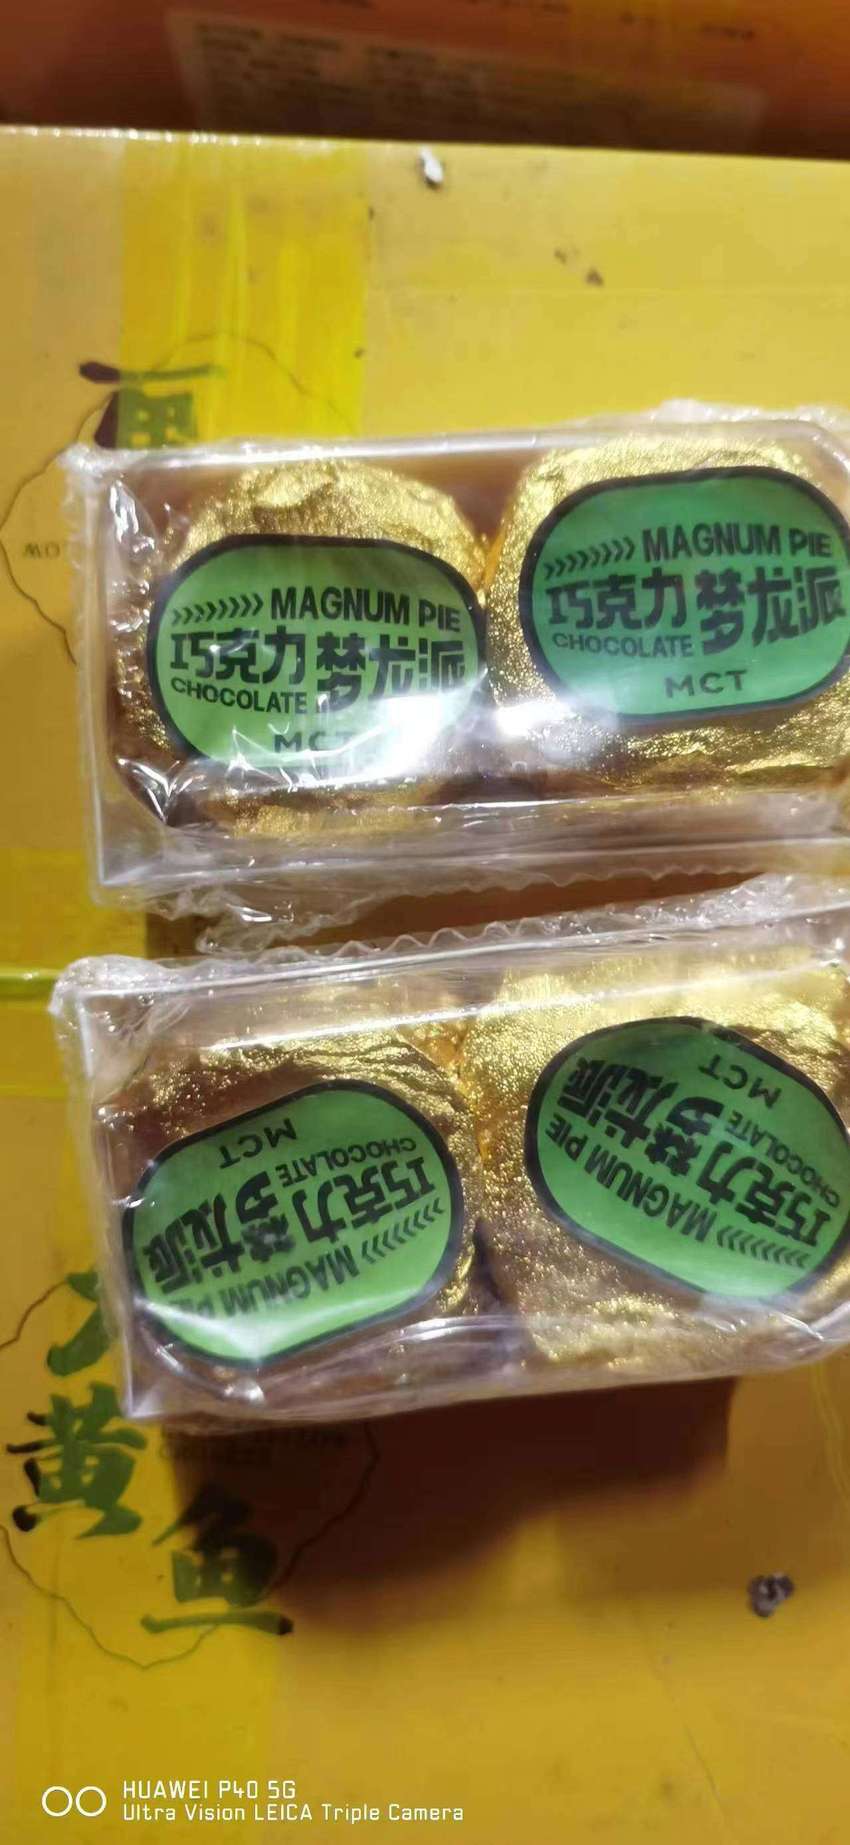 MAGNUM PIE
巧克力梦龙派
CHOCOLATE
MCT
MAGNUM PIE
巧克力梦龙派
CHOCOLATE
MCT
MAGNUM PIE
巧克力梦龙派
CHOCOLATE
MCT
MAGNUM PIE
巧克力梦龙派
CHOCOLATE
MCT
黄
鱼
HUAWEI P40 5G
Ultra Vision LEICA Triple Camera